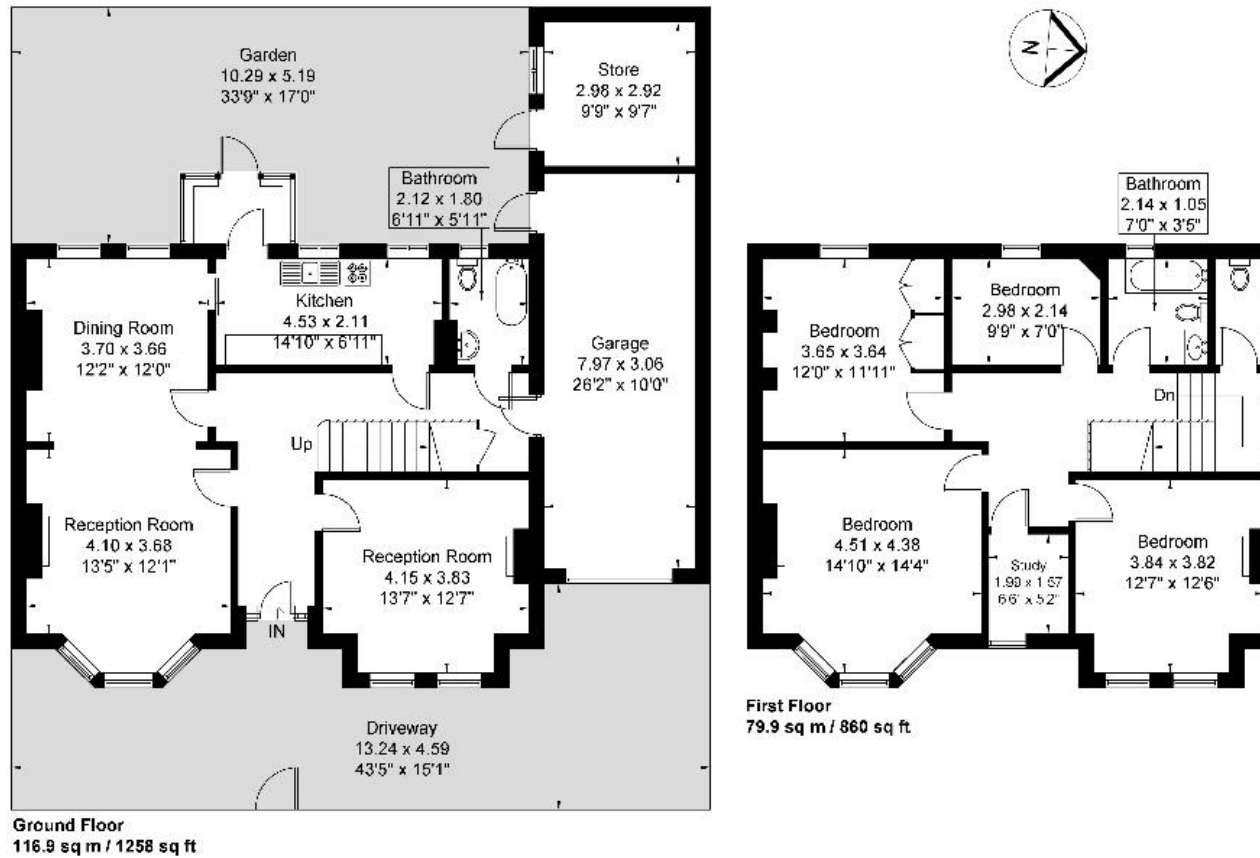 Garden
10.29 x 5.19
33'9" x 17'0"
Store
2.98 x 2.92
9'9" x 9'7"
N
Bathroom
2.12 x 1.80
6'11" x 5'11"
Bathroom
2.14 x 1.05
7'0" x 3'5"
Dining Room
3.70 x 3.66
12'2" x 12'0"
Kitchen
4.53 x 2.11
14'10" x 6'11"
Garage
7.97 x 3.06
26'2" x 10'0"
Bedroom
3.65 x 3.64
12'0" x 11'11"
Bedroom
2.98 x 2.14
9'9" x 7'0"
Up
Dn
Reception Room
4.10 x 3.68
13'5" x 12'1"
Reception Room
4.15 x 3.83
13'7" x 12'7"
IN
Bedroom
4.51 x 4.38
14'10" x 14'4"
Study
1.99 x 1.57
6'6" x 5'2"
Bedroom
3.84 x 3.82
12'7" x 12'6"
Driveway
13.24 x 4.59
43'5" x 15'1"
First Floor
79.9 sq m / 860 sq ft
Ground Floor
116.9 sq m / 1258 sq ft